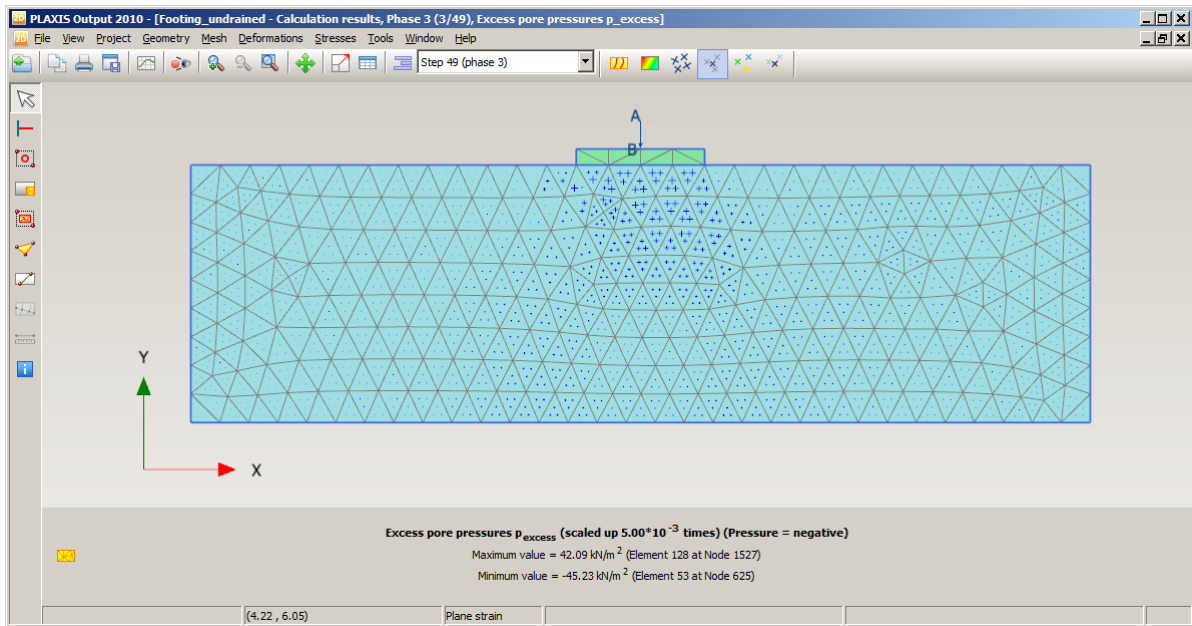 PLAXIS Output 2010 - [Footing_undrained - Calculation results, Phase 3 (3/49), Excess pore pressures p_excess]
File View Project Geometry Mesh Deformations Stresses Tools Window Help
Step 49 (phase 3)
A
B
Y
X
Excess pore pressures p excess (scaled up 5.00*10 -3 times) (Pressure = negative)
Maximum value = 42.09 kN/m 2 (Element 128 at Node 1527)
Minimum value = -45.23 kN/m 2 (Element 53 at Node 625)
(4.22 , 6.05) Plane strain